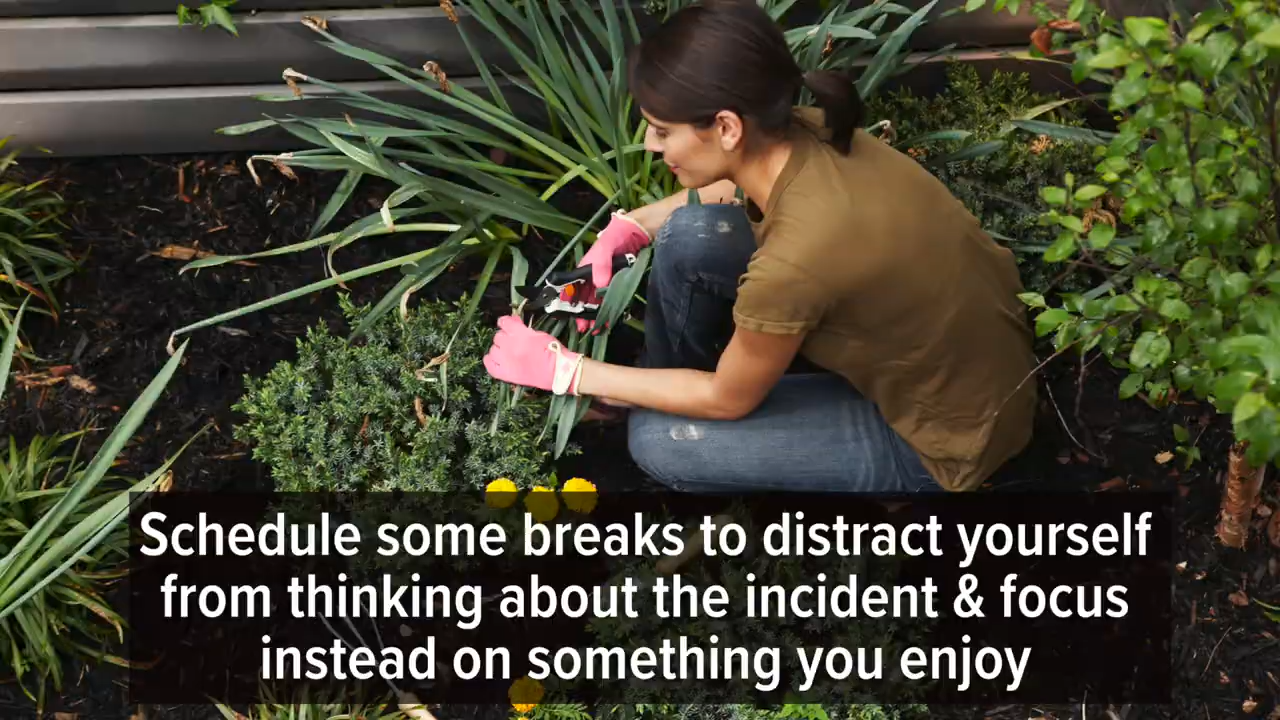 Schedule some breaks to distract yourself
from thinking about the incident & focus
instead on something you enjoy